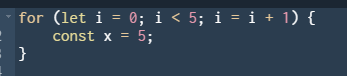 for (let i = 0; i < 5; i = i + 1) {
    const x = 5;
}